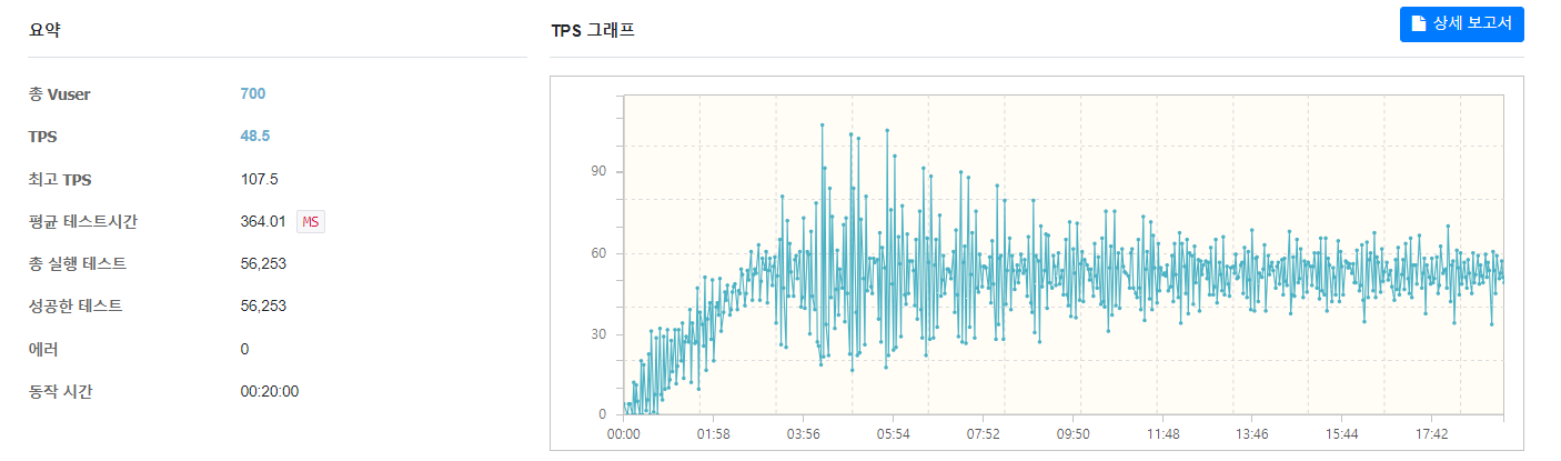 요약
총 Vuser 700
TPS 48.5
최고 TPS 107.5
평균 테스트시간 364.01 MS
총 실행 테스트 56,253
성공한 테스트 56,253
에러 0
동작 시간 00:20:00
TPS 그래프
상세 보고서
90
60
30
0
00:00 01:58 03:56 05:54 07:52 09:50 11:48 13:46 15:44 17:42